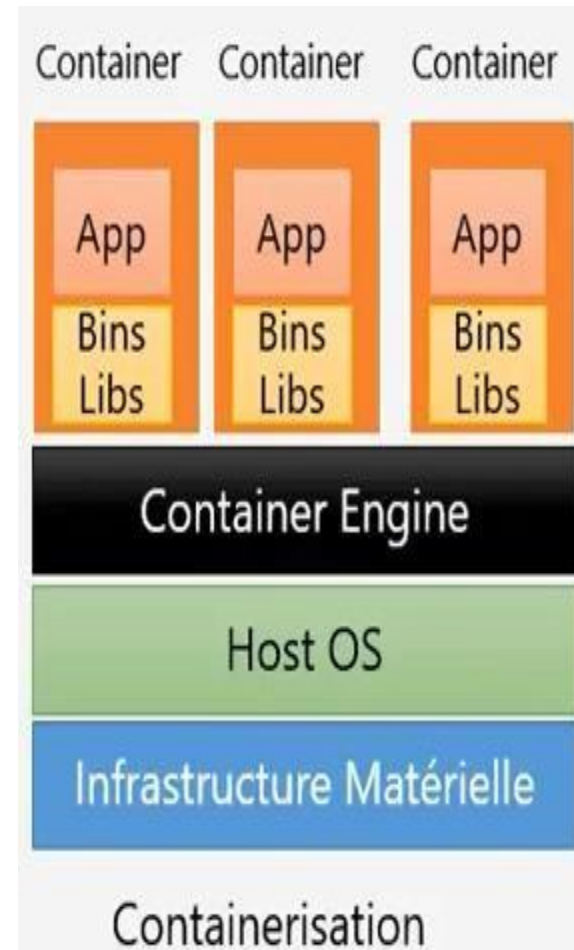 Container Container Container
App App App
Bins Bins Bins
Libs Libs Libs
Container Engine
Host OS
Infrastructure Matérielle
Containerisation